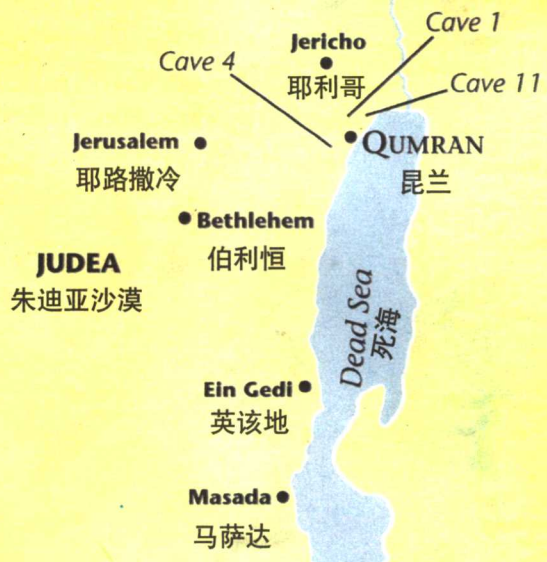 Cave 1
Jericho
耶利哥
Cave 4
Cave 11
Jerusalem
耶路撒冷
QUMRAN
昆兰
Bethlehem
伯利恒
JUDEA
朱迪亚沙漠
Dead Sea
死海
Ein Gedi
英该地
Masada
马萨达